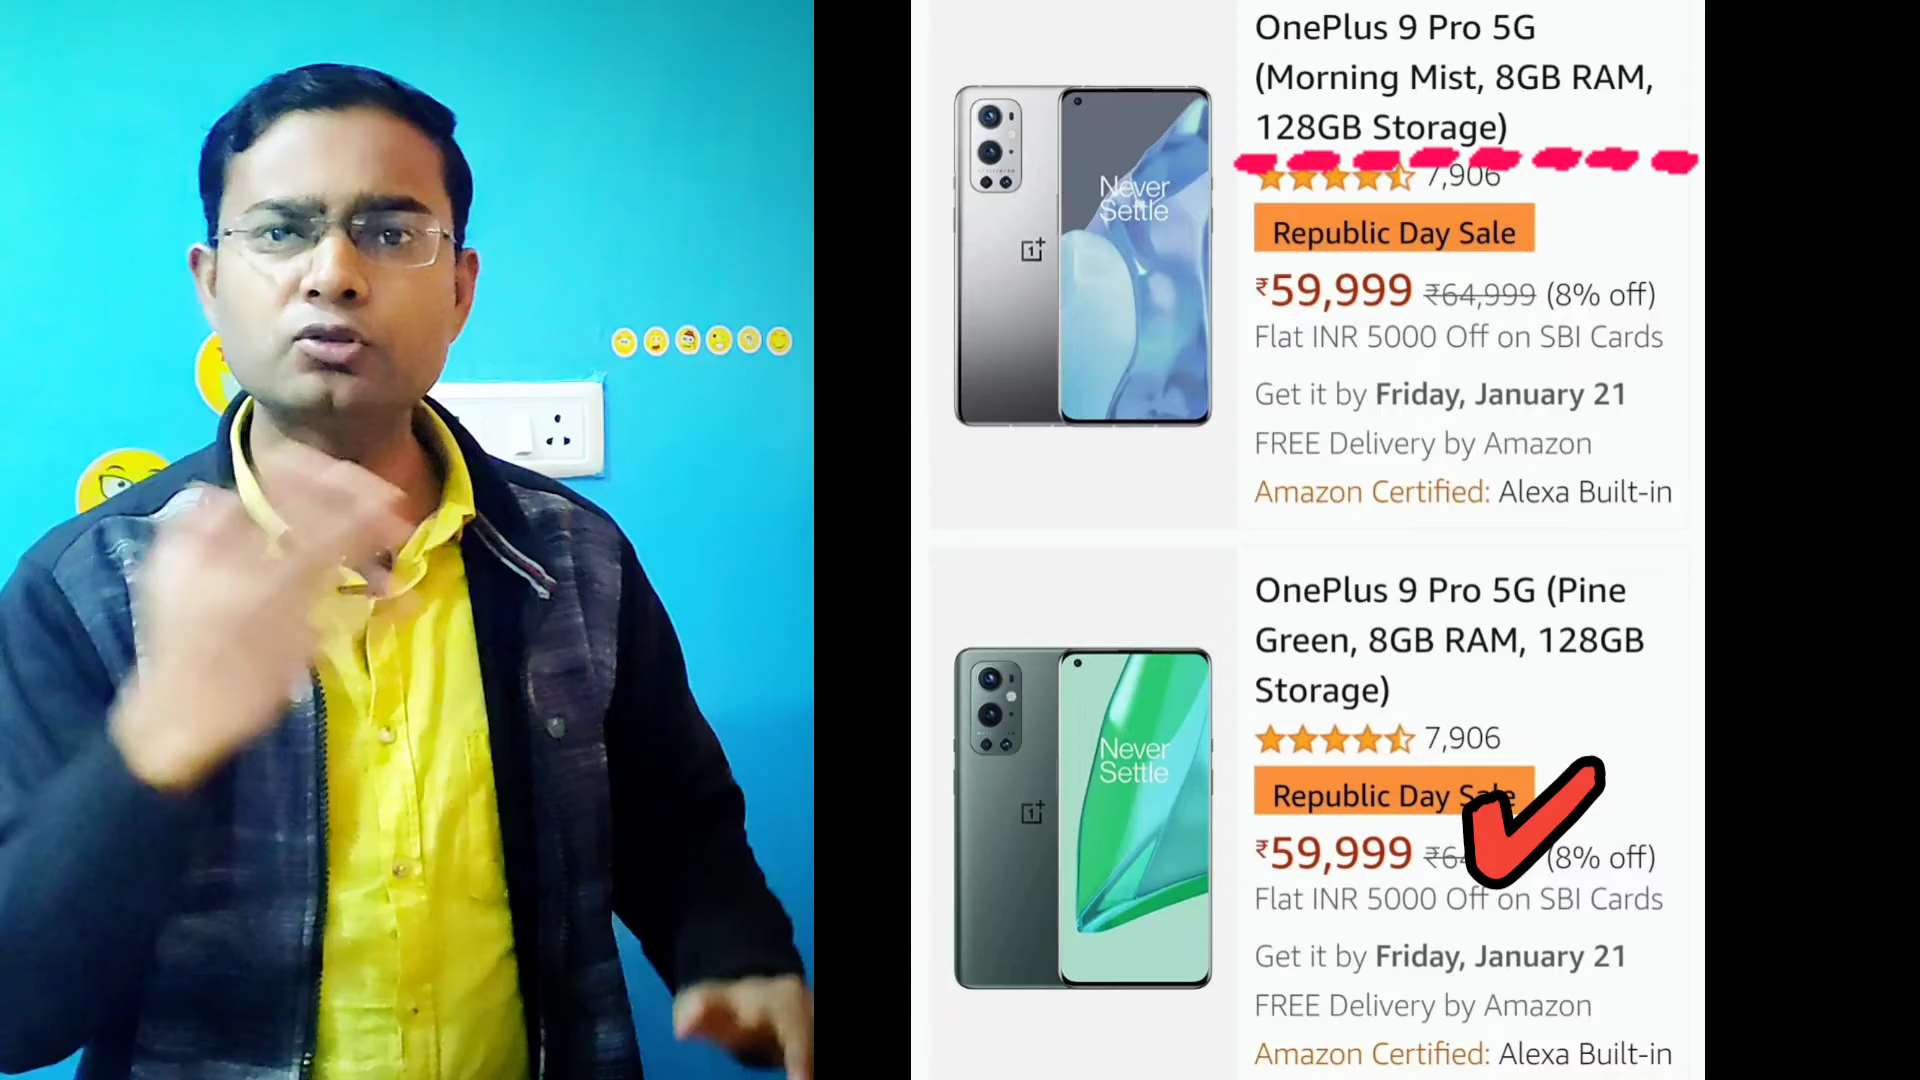 OnePlus 9 Pro 5G
(Morning Mist, 8GB RAM,
128GB Storage)
7,906
Never
Settle
Republic Day Sale
₹59,999 ₹64,999 (8% off)
Flat INR 5000 Off on SBI Cards
Get it by Friday, January 21
FREE Delivery by Amazon
Amazon Certified: Alexa Built-in
OnePlus 9 Pro 5G (Pine
Green, 8GB RAM, 128GB
Storage)
7,906
Never
Settle
Republic Day Sale
₹59,999 (8% off)
Flat INR 5000 Off on SBI Cards
Get it by Friday, January 21
FREE Delivery by Amazon
Amazon Certified: Alexa Built-in